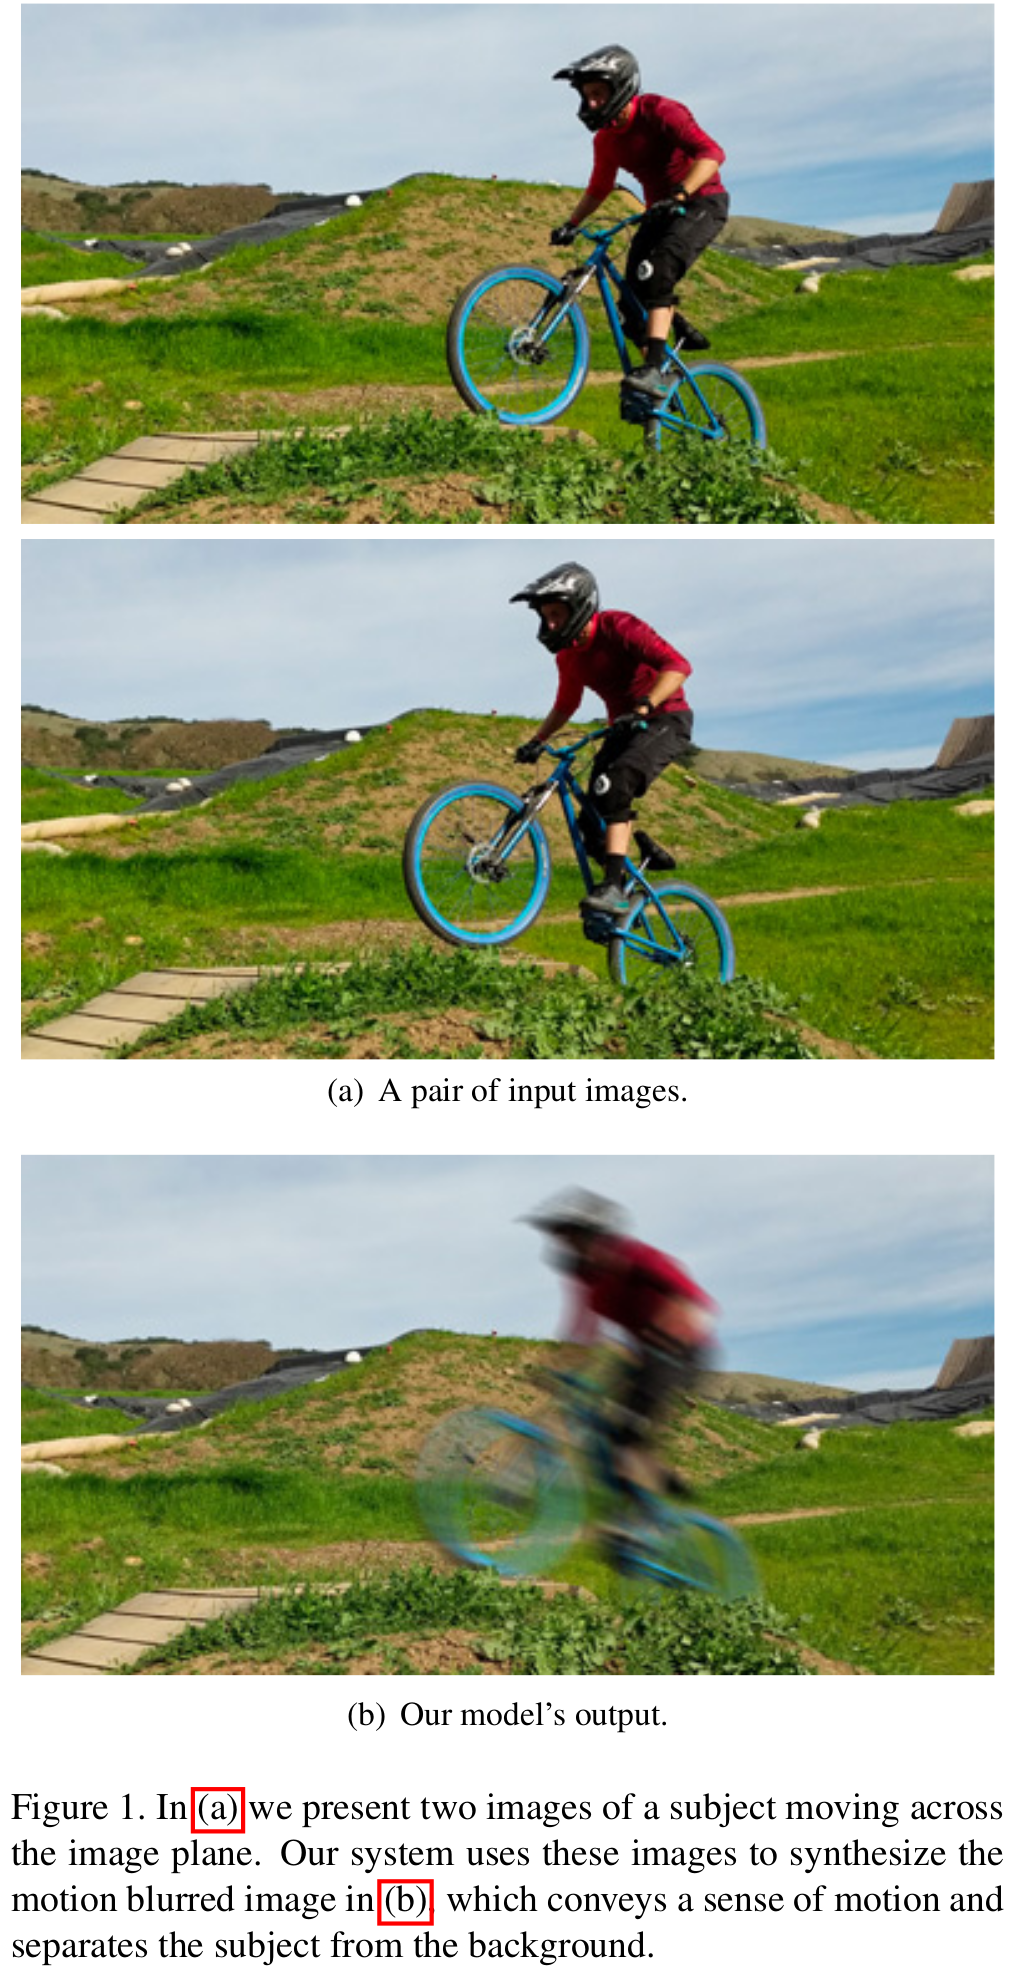 (a) A pair of input images.
(b) Our model's output.
Figure 1. In (a) we present two images of a subject moving across
the image plane. Our system uses these images to synthesize the
motion blurred image in (b), which conveys a sense of motion and
separates the subject from the background.